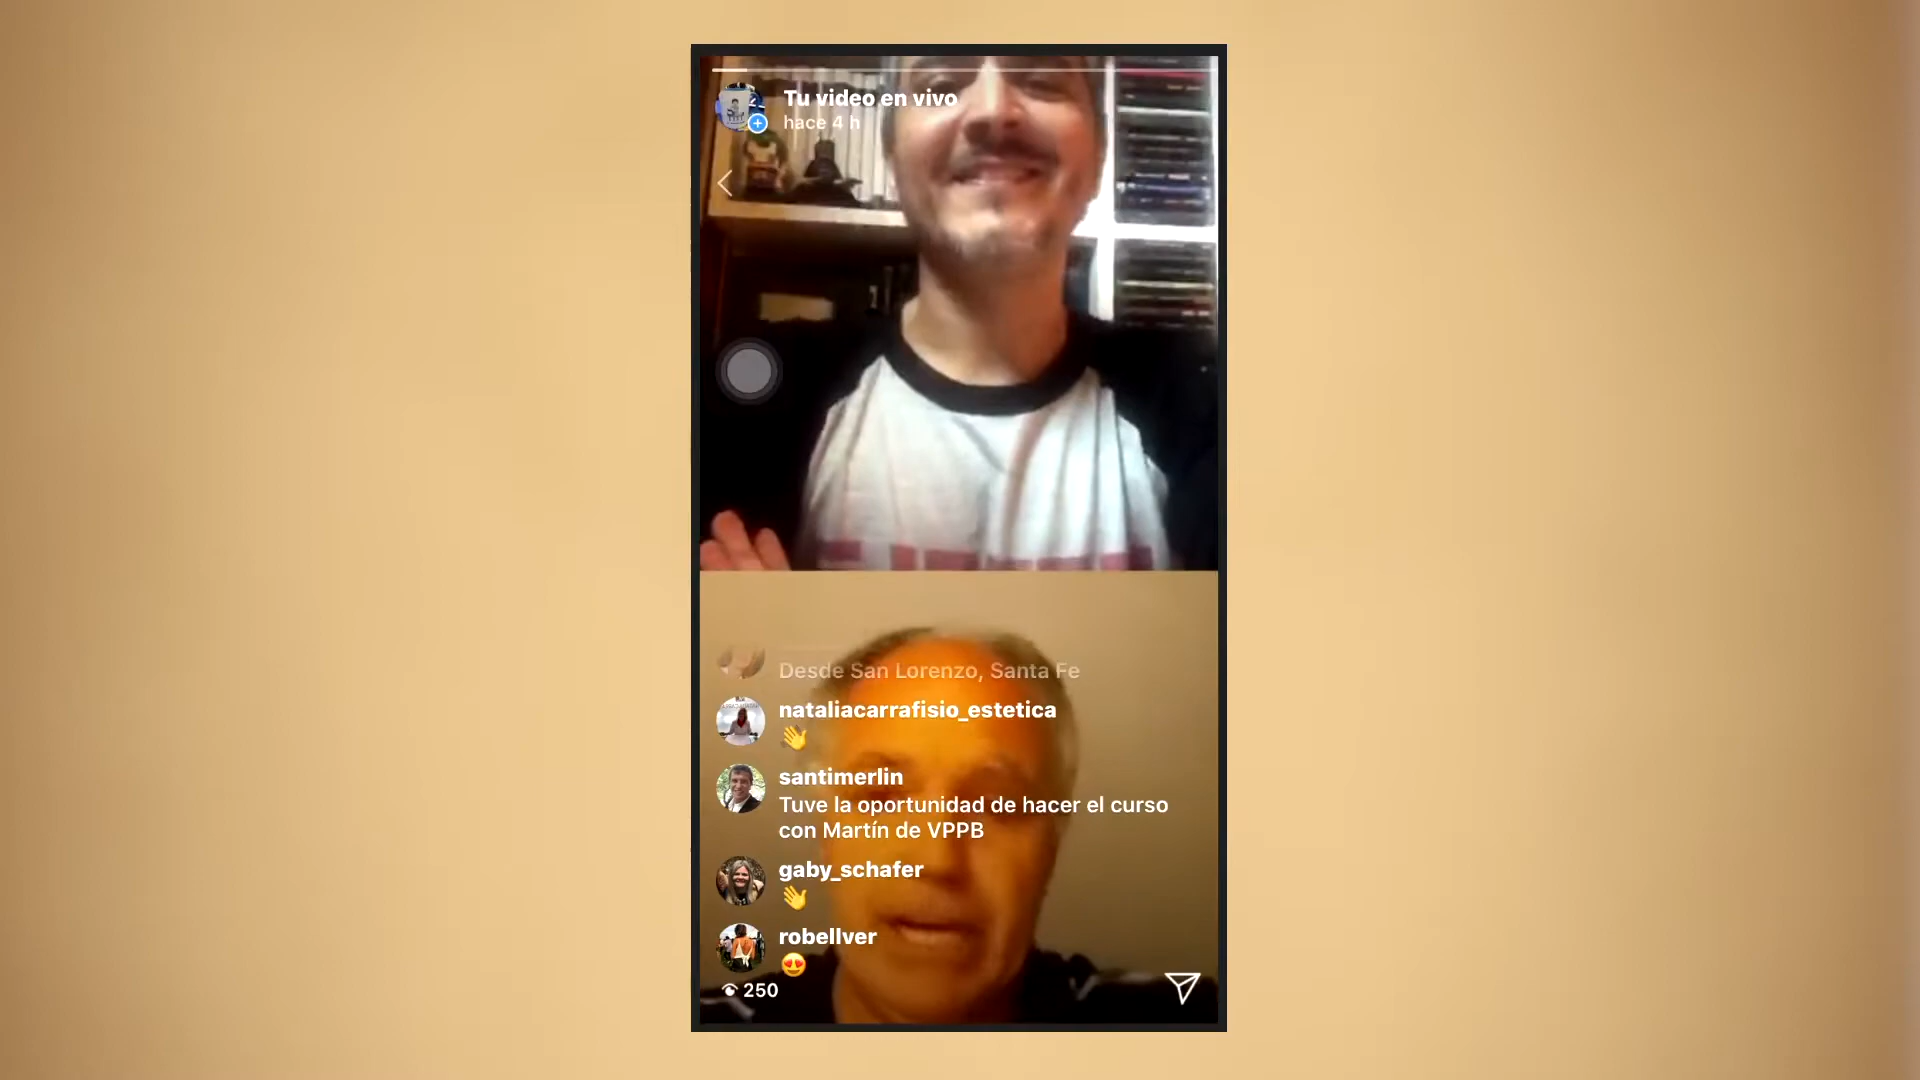 Tu video en vivo
hace 4 h
Desde San Lorenzo, Santa Fe
nataliacarrafisio_estetica
👋
santimerlin
Tuve la oportunidad de hacer el curso
con Martín de VPPB
gaby_schafer
👋
robellver
😍
250